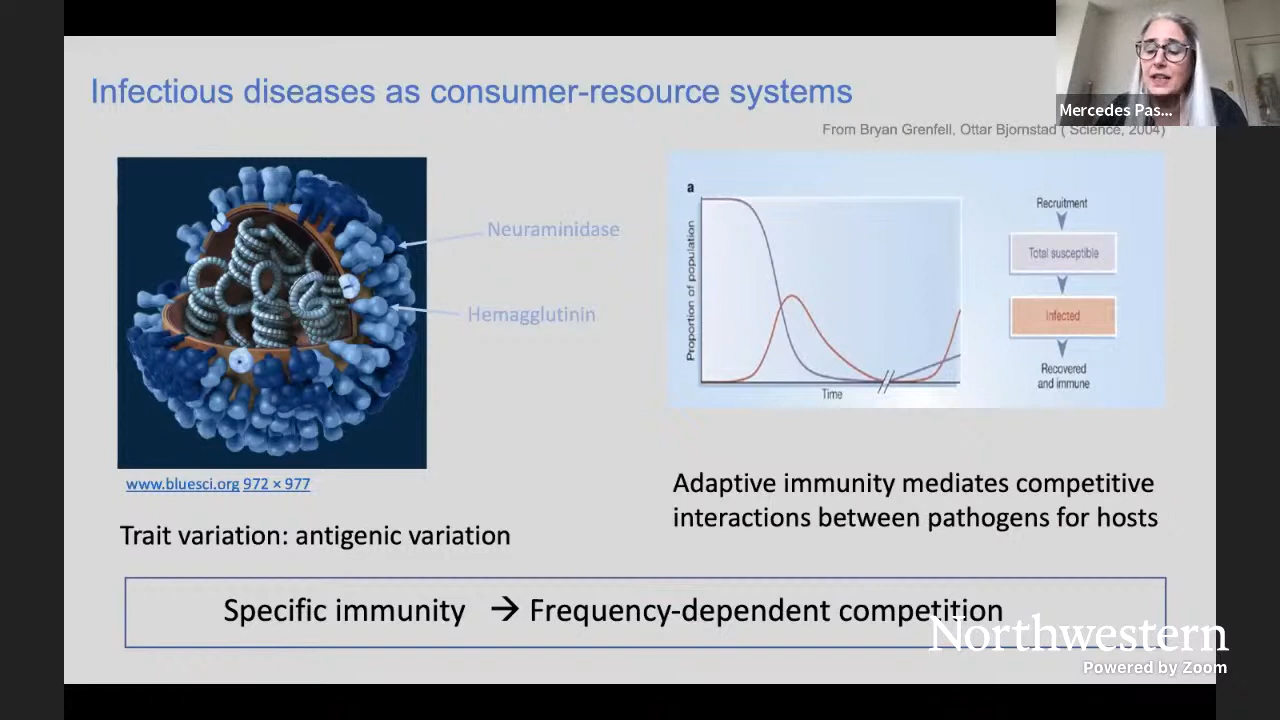 Infectious diseases as consumer-resource systems
Mercedes Pas...
From Bryan Grenfell, Ottar Bjornstad ( Science, 2004)
Neuraminidase
Hemagglutinin
www.bluesci.org 972 × 977
Trait variation: antigenic variation
a
Proportion of population
Time
Recruitment
Total susceptible
Infected
Recovered
and immune
Adaptive immunity mediates competitive
interactions between pathogens for hosts
Specific immunity → Frequency-dependent competition
Northwestern
Powered by Zoom